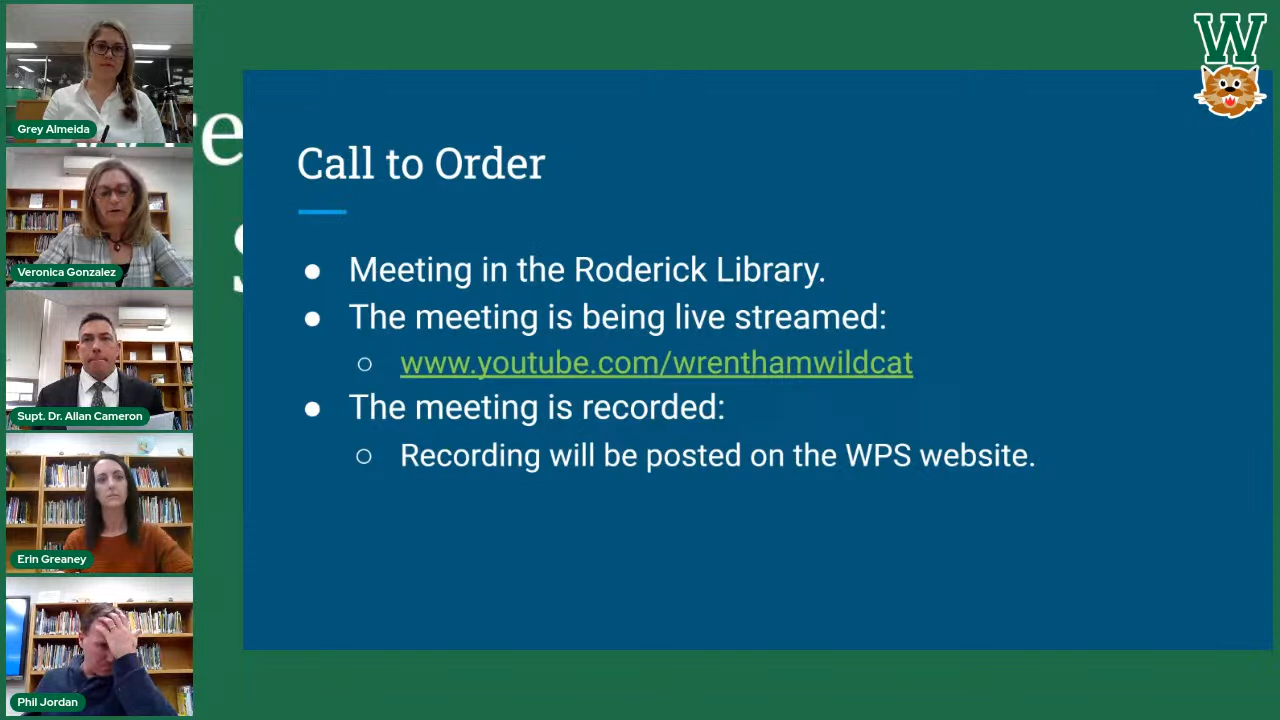 W
Grey Almeida
re
Veronica Gonzalez
S
Supt. Dr. Allan Cameron
Erin Greaney
Phil Jordan
Call to Order
● Meeting in the Roderick Library.
● The meeting is being live streamed:
○ www.youtube.com/wrenthamwildcat
● The meeting is recorded:
○ Recording will be posted on the WPS website.